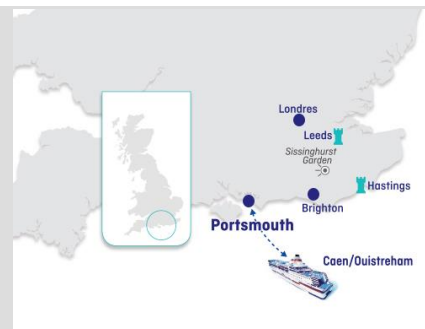 Londres
Leeds
Sissinghurst
Garden
Hastings
Brighton
Portsmouth
Caen/Ouistreham